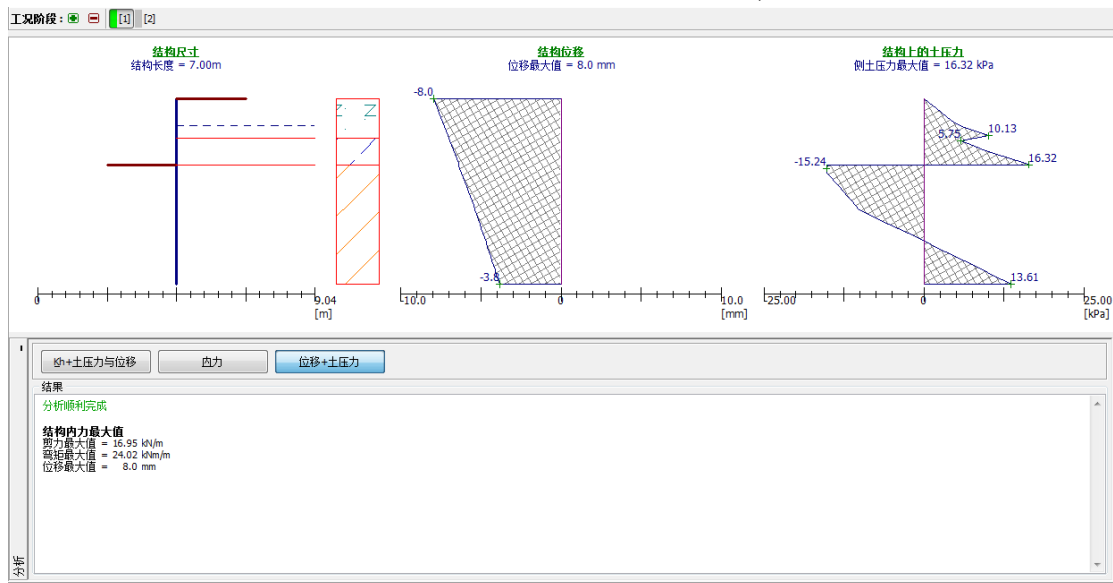 工况阶段： [1] [2]
结构尺寸
结构长度 = 7.00m
0
9.04
[m]
结构位移
位移最大值 = 8.0 mm
-8.0
-3.8
-10.0
0
10.0
[mm]
结构上的土压力
侧土压力最大值 = 16.32 kPa
10.13
5.75
16.32
-15.24
13.61
-25.00
0
25.00
[kPa]
Kh+土压力与位移
内力
位移+土压力
结果
分析顺利完成
结构内力最大值
剪力最大值 = 16.95 kN/m
弯矩最大值 = 24.02 kNm/m
位移最大值 = 8.0 mm
分析